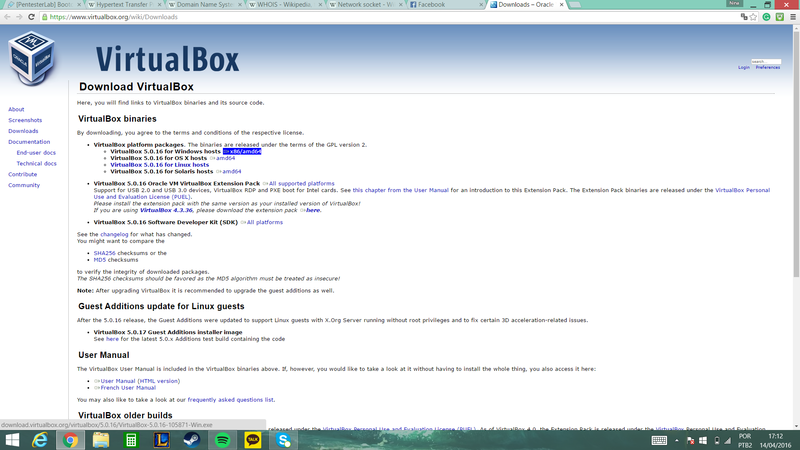 [PentesterLab] Boots
Hypertext Transfer P
Domain Name System
WHOIS - Wikipedia,
Network socket - Wi
Facebook
Downloads – Oracle
Aline
https://www.virtualbox.org/wiki/Downloads
VirtualBox
search...
Login Preferences
About
Screenshots
Downloads
Documentation
End-user docs
Technical docs
Contribute
Community
Download VirtualBox
Here, you will find links to VirtualBox binaries and its source code.
VirtualBox binaries
By downloading, you agree to the terms and conditions of the respective license.
VirtualBox platform packages. The binaries are released under the terms of the GPL version 2.
VirtualBox 5.0.16 for Windows hosts x86/amd64
VirtualBox 5.0.16 for OS X hosts amd64
VirtualBox 5.0.16 for Linux hosts
VirtualBox 5.0.16 for Solaris hosts amd64
VirtualBox 5.0.16 Oracle VM VirtualBox Extension Pack All supported platforms
Support for USB 2.0 and USB 3.0 devices, VirtualBox RDP and PXE boot for Intel cards. See this chapter from the User Manual for an introduction to this Extension Pack. The Extension Pack binaries are released under the VirtualBox Personal
Use and Evaluation License (PUEL).
Please install the extension pack with the same version as your installed version of VirtualBox!
If you are using VirtualBox 4.3.36, please download the extension pack here.
VirtualBox 5.0.16 Software Developer Kit (SDK) All platforms
See the changelog for what has changed.
You might want to compare the
SHA256 checksums or the
MD5 checksums
to verify the integrity of downloaded packages.
The SHA256 checksums should be favored as the MD5 algorithm must be treated as insecure!
Note: After upgrading VirtualBox it is recommended to upgrade the guest additions as well.
Guest Additions update for Linux guests
After the 5.0.16 release, the Guest Additions were updated to support Linux guests with X.Org Server running without root privileges and to fix certain 3D acceleration-related issues.
VirtualBox 5.0.17 Guest Additions installer image
See here for the latest 5.0.x Additions test build containing the code
User Manual
The VirtualBox User Manual is included in the VirtualBox binaries above. If, however, you would like to take a look at it without having to install the whole thing, you also access it here:
User Manual (HTML version)
French User Manual
You may also like to take a look at our frequently asked questions list.
VirtualBox older builds
released under the VirtualBox Personal Use and Evaluation License (PUEL). As of VirtualBox 4.0, the Extension Pack is released under the VirtualBox Personal Use and Evaluation
download.virtualbox.org/virtualbox/5.0.16/VirtualBox-5.0.16-105871-Win.exe
TALK
POR
PTB2
17:12
14/04/2016